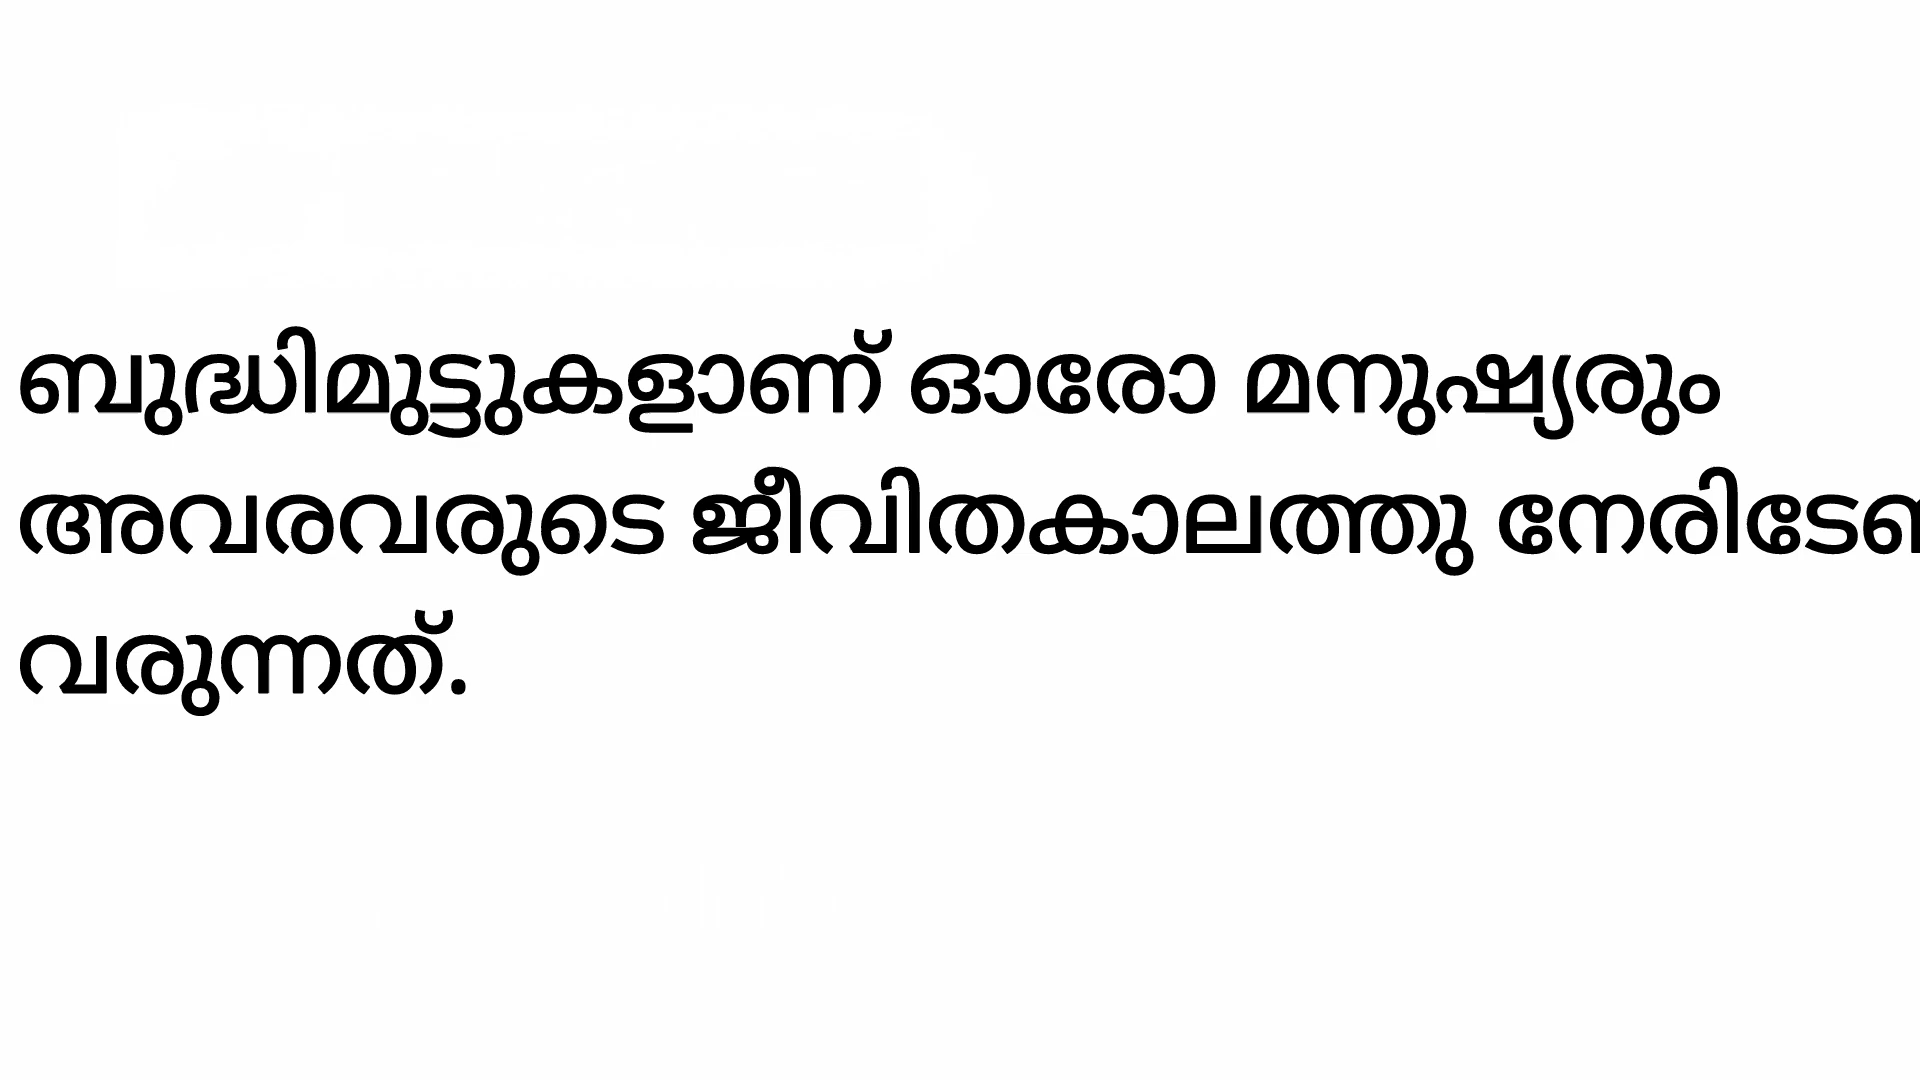 ബുദ്ധിമുട്ടുകളാണ് ഓരോ മനുഷ്യരും
അവരവരുടെ ജീവിതകാലത്തു
വരുന്നത്.